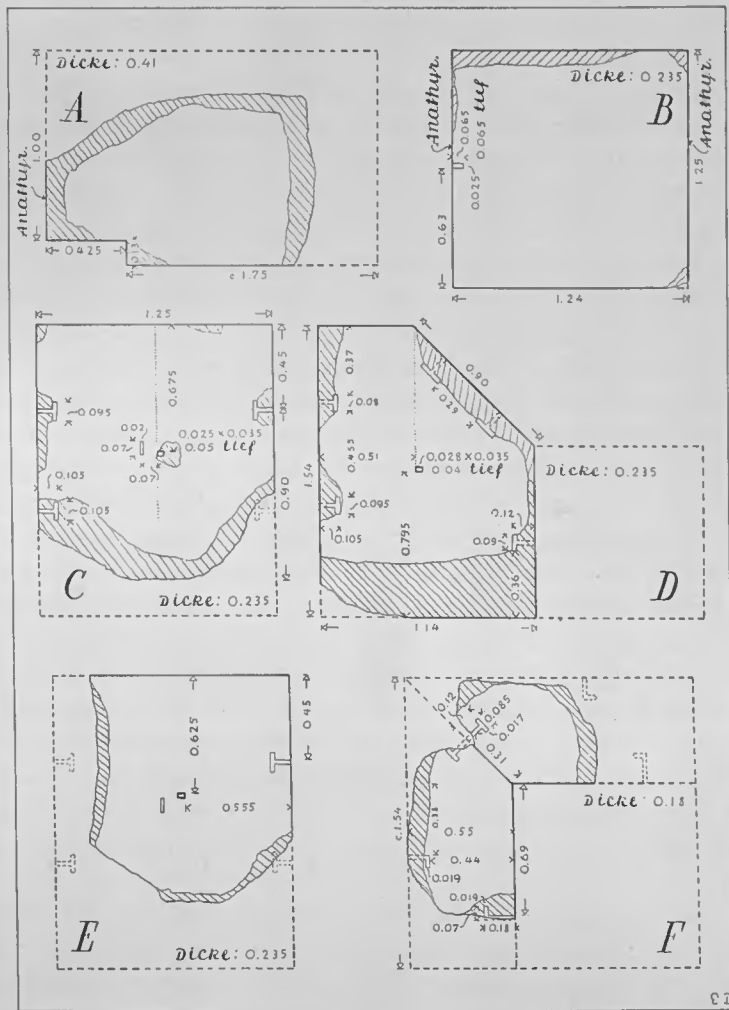 Dicke: 0.41
A
Anathyr.
1.00
0.425
0.13
c 1.75
Dicke: 0.235
B
Anathyr.
Anathyr.
0.065
0.065 tief
0.025
0.63
1.25
1.24
1.25
0.675
0.45
0.095
0.02
0.07
0.07
0.025 x 0.035
0.05 tief
0.105
0.105
0.90
C
Dicke: 0.235
0.37
0.90
0.29
0.08
1.54
0.455
0.51
0.028 x 0.035
0.04 tief
Dicke: 0.235
0.095
0.105
0.12
0.09
0.795
0.36
D
1.14
0.625
0.45
0.555
E
Dicke: 0.235
0.12
0.085
0.017
0.31
Dicke: 0.18
c. 1.54
0.38
0.55
0.44
0.69
0.019
0.019
0.07
0.18
F